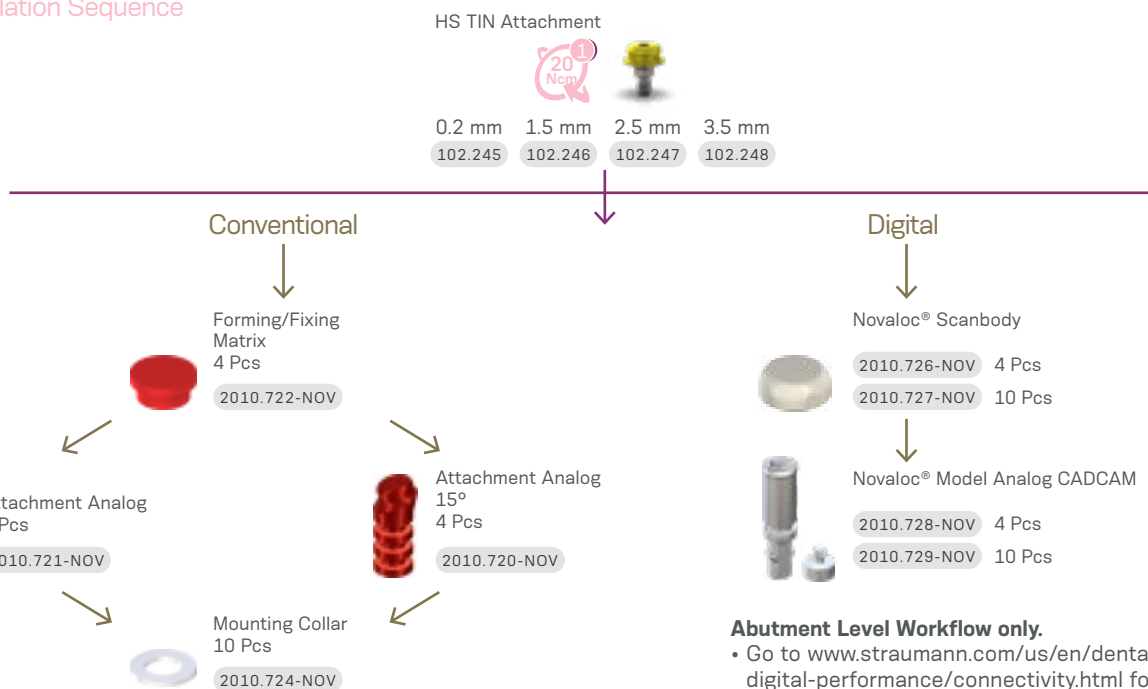 HS TIN Attachment
1
20
Ncm
0.2 mm 1.5 mm 2.5 mm 3.5 mm
102.245 102.246 102.247 102.248
Sequence
Conventional
Forming/Fixing
Matrix
4 Pcs
2010.722-NOV
Analog
Pcs
Attachment Analog
15°
4 Pcs
2010.720-NOV
Mounting Collar
10 Pcs
2010.724-NOV
Digital
Novaloc® Scanbody
2010.726-NOV 4 Pcs
2010.727-NOV 10 Pcs
Novaloc® Model Analog CADCAM
2010.728-NOV 4 Pcs
2010.729-NOV 10 Pcs
Abutment Level Workflow only.
• Go to www.straumann.com/us/en/denta
digital-performance/connectivity.html fo